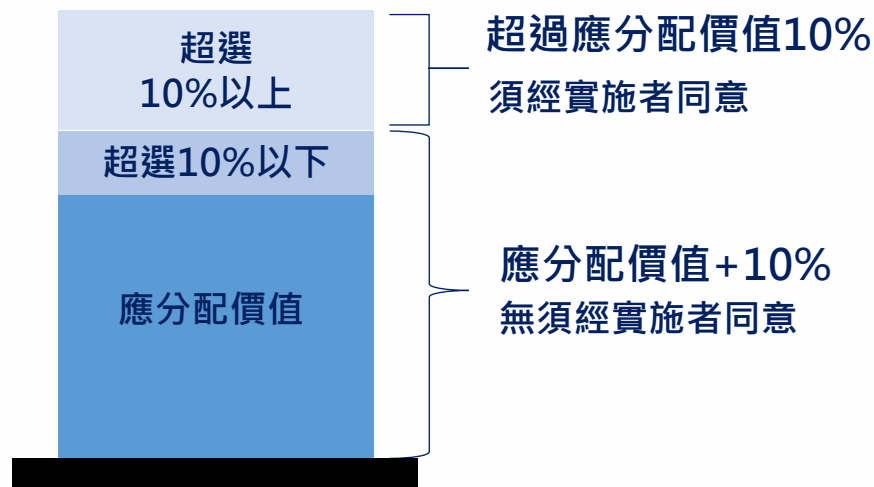 超選
10%以上
超過應分配價值10%
須經實施者同意
超選10%以下
應分配價值
應分配價值+10%
無須經實施者同意